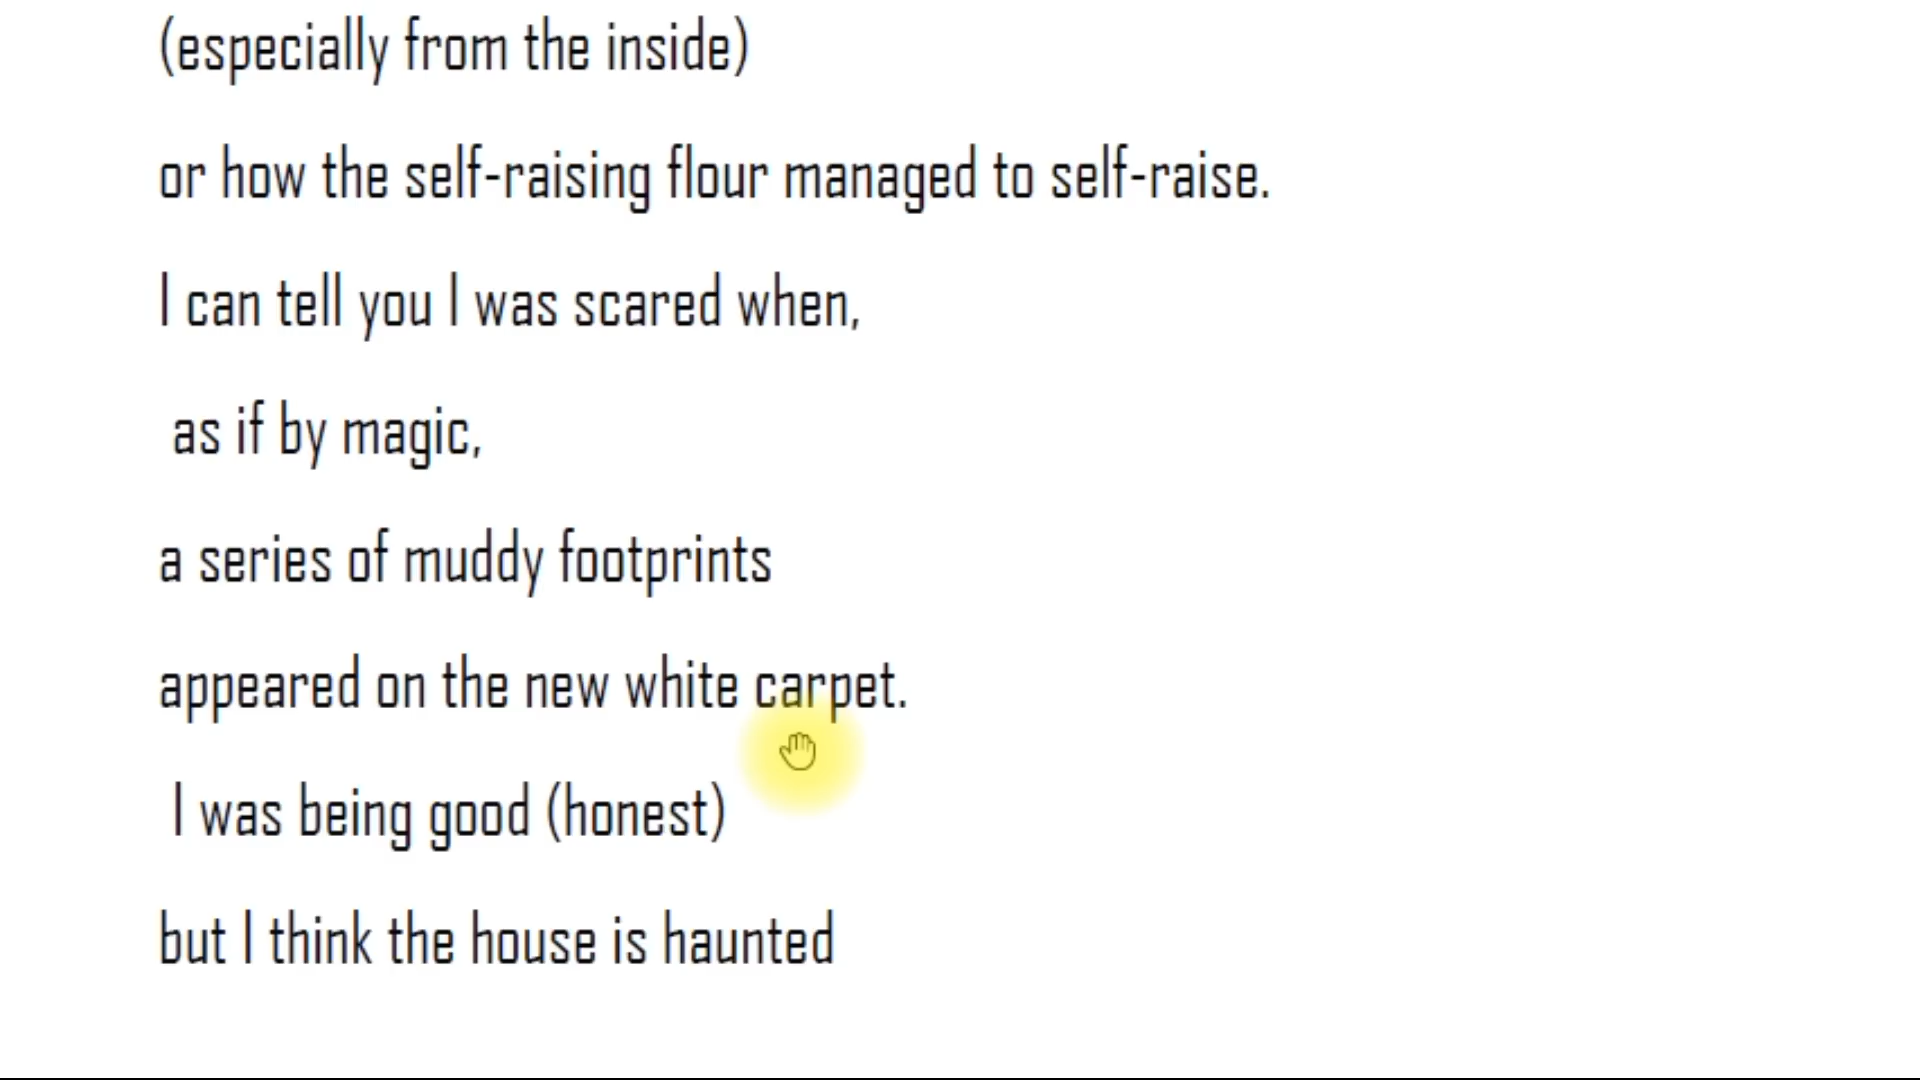 (especially from the inside)
or how the self-raising flour managed to self-raise.
I can tell you I was scared when,
as if by magic,
a series of muddy footprints
appeared on the new white carpet.
I was being good (honest)
but I think the house is haunted